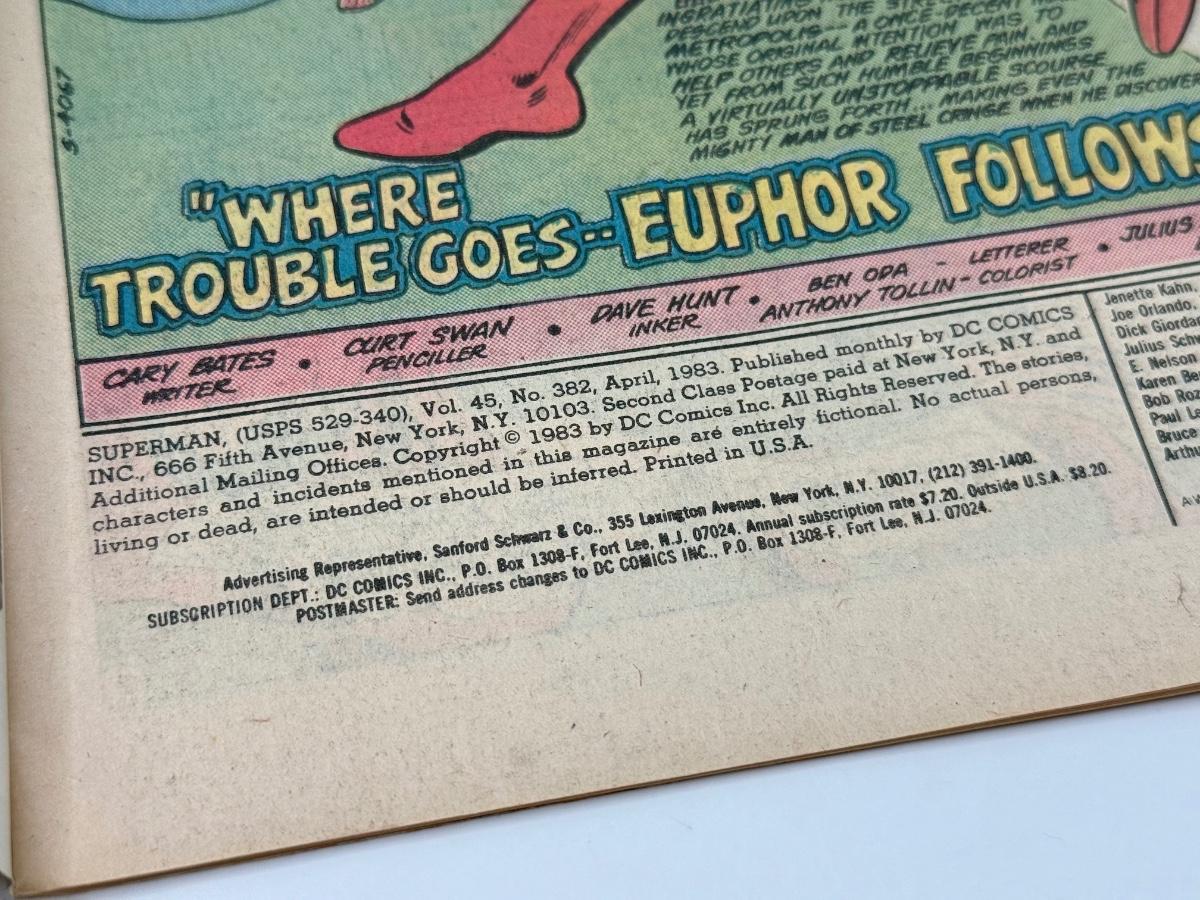 INGRATIATING
DESCEND UPON THE
METROPOLIS A ONCE DECENT
WHOSE ORIGINAL INTENTION WAS TO
HELP OTHERS AND RELIEVE PAIN. AND
YET FROM SUCH HUMBLE BEGINNINGS
A VIRTUALLY UNSTOPPABLE SCOURGE
HAS SPRUNG FORTH... MAKING EVEN THE
MIGHTY MAN OF STEEL CRINGE WHEN HE DISCOVERS
S-4067
"WHERE
TROUBLE GOES-- EUPHOR FOLLOWS
CARY BATES • CURT SWAN • DAVE HUNT • BEN ODA - LETTERER • JULIUS
WRITER PENCILLER INKER ANTHONY TOLLIN - COLORIST
SUPERMAN, (USPS 529-340), Vol. 45, No. 382, April, 1983. Published monthly by DC COMICS
INC., 666 Fifth Avenue, New York, N.Y. 10103. Second Class Postage paid at New York, N.Y. and
Additional Mailing Offices. Copyright © 1983 by DC Comics Inc. All Rights Reserved. The stories,
characters and incidents mentioned in this magazine are entirely fictional. No actual persons,
living or dead, are intended or should be inferred. Printed in U.S.A.
Advertising Representative, Sanford Schwarz & Co., 355 Lexington Avenue, New York, N.Y. 10017, (212) 391-1400.
SUBSCRIPTION DEPT.: DC COMICS INC., P.O. Box 1308-F, Fort Lee, N.J. 07024. Annual subscription rate $7.20. Outside U.S.A. $8.20.
POSTMASTER: Send address changes to DC COMICS INC., P.O. Box 1308-F, Fort Lee, N.J. 07024.
Jenette Kahn,
Joe Orlando,
Dick Giorda
Julius Schw
E. Nelson
Karen Be
Bob Roz
Paul L
Bruce
Arthu